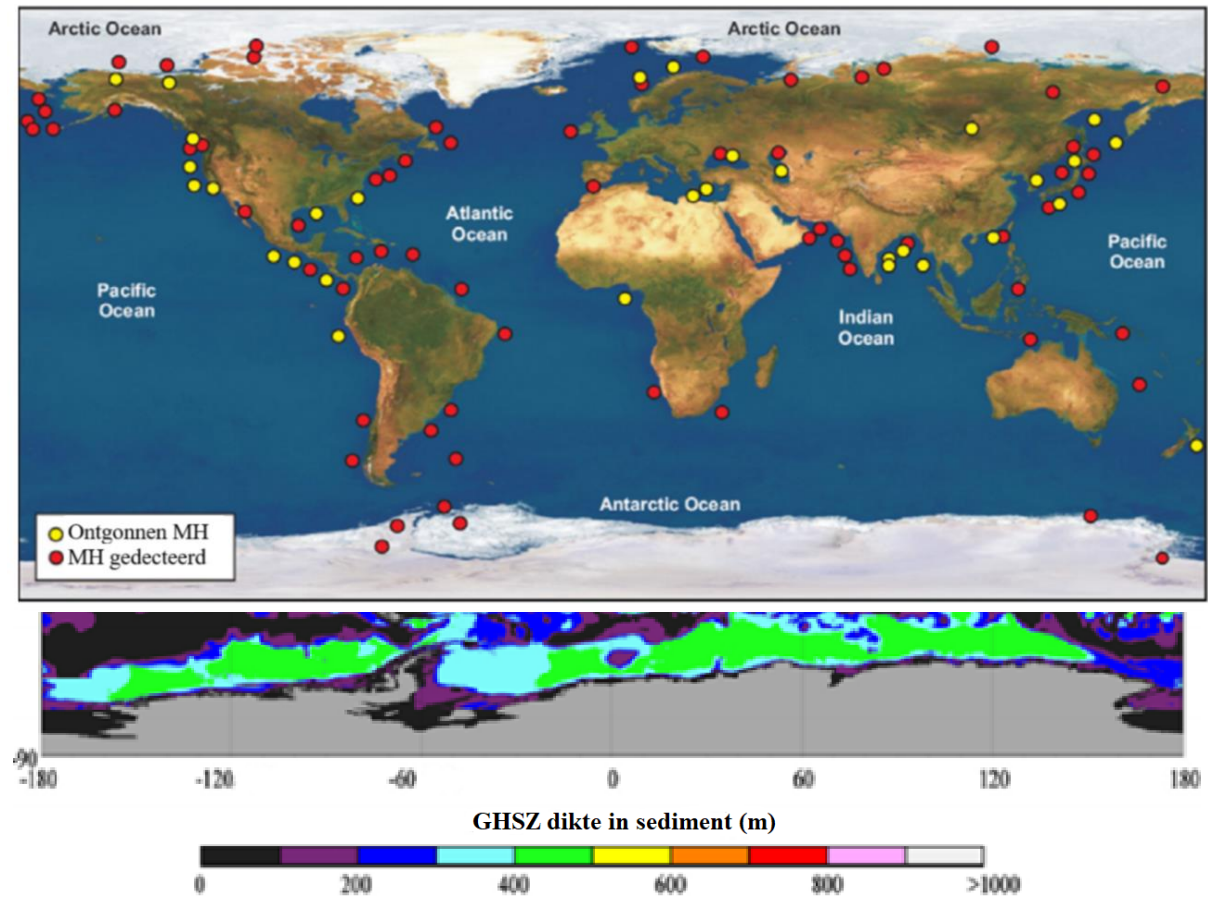 Arctic Ocean
Arctic Ocean
Atlantic
Ocean
Pacific
Ocean
Pacific
Ocean
Indian
Ocean
Antarctic Ocean
Ontgonnen MH
MH gedecteerd
-90
-180 -120 -60 0 60 120 180
GHSZ dikte in sediment (m)
0 200 400 600 800 >1000